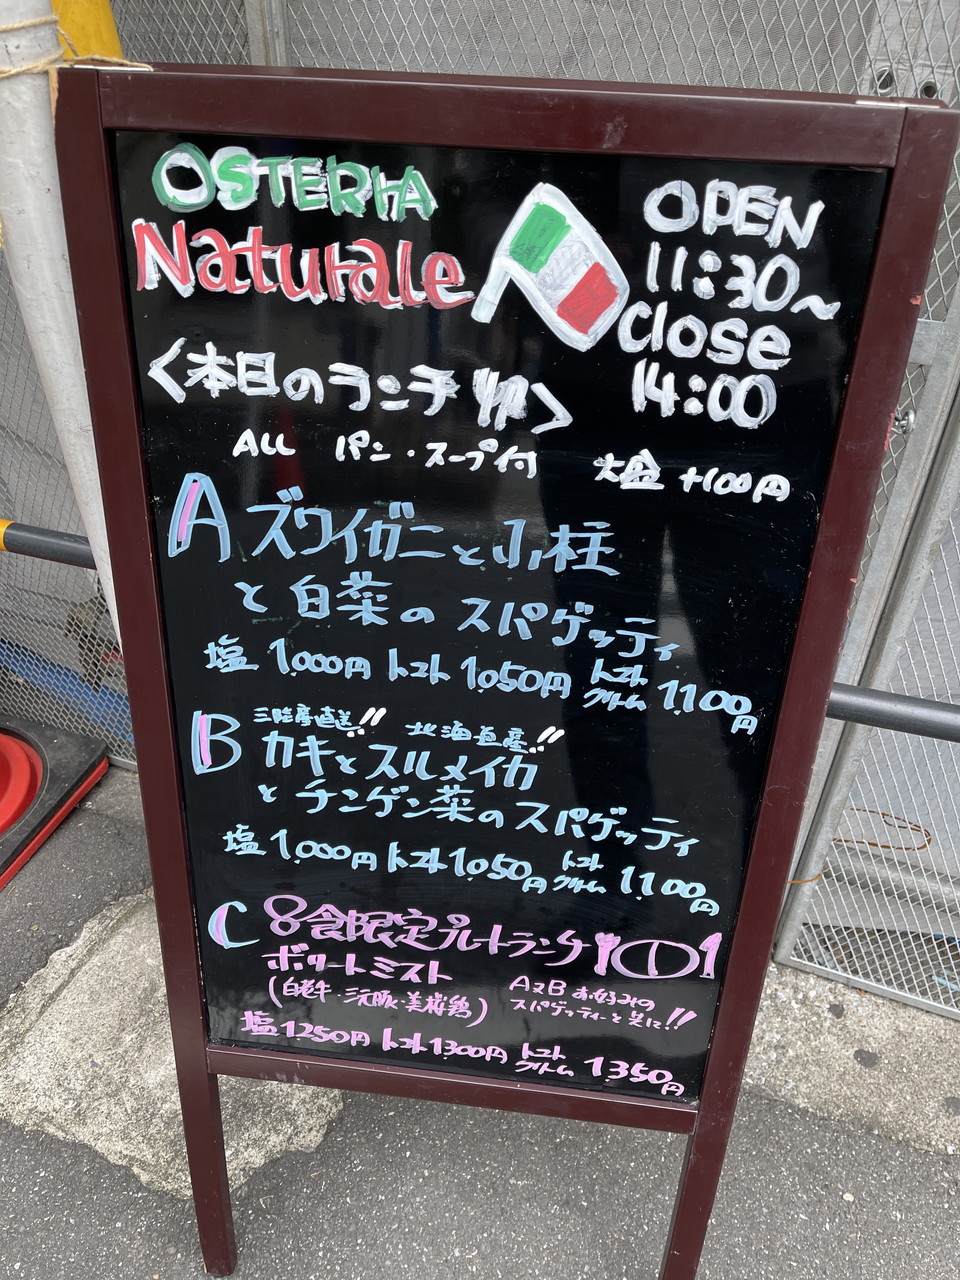 OSTERIA
Naturale
OPEN
11:30~
Close
14:00
<本日のランチ>
ALL パン・スープ付 大盛 +100円
A ズワイガニと小柱
と白菜のスパゲッティ
塩 1,000円 トマト 1,050円 トマトクリーム 1,100円
三陸産直送!! 北海道産!!
B カキとスルメイカ
とチンゲン菜のスパゲッティ
塩 1,000円 トマト 1,050円 トマトクリーム 1,100円
C 8食限定プレートランチ
ボリートミスト
(白老牛・三元豚・美桜鶏)
A or B お好みの
スパゲッティーと共に!!
塩 1250円 トマト 1300円 トマトクリーム 1350円